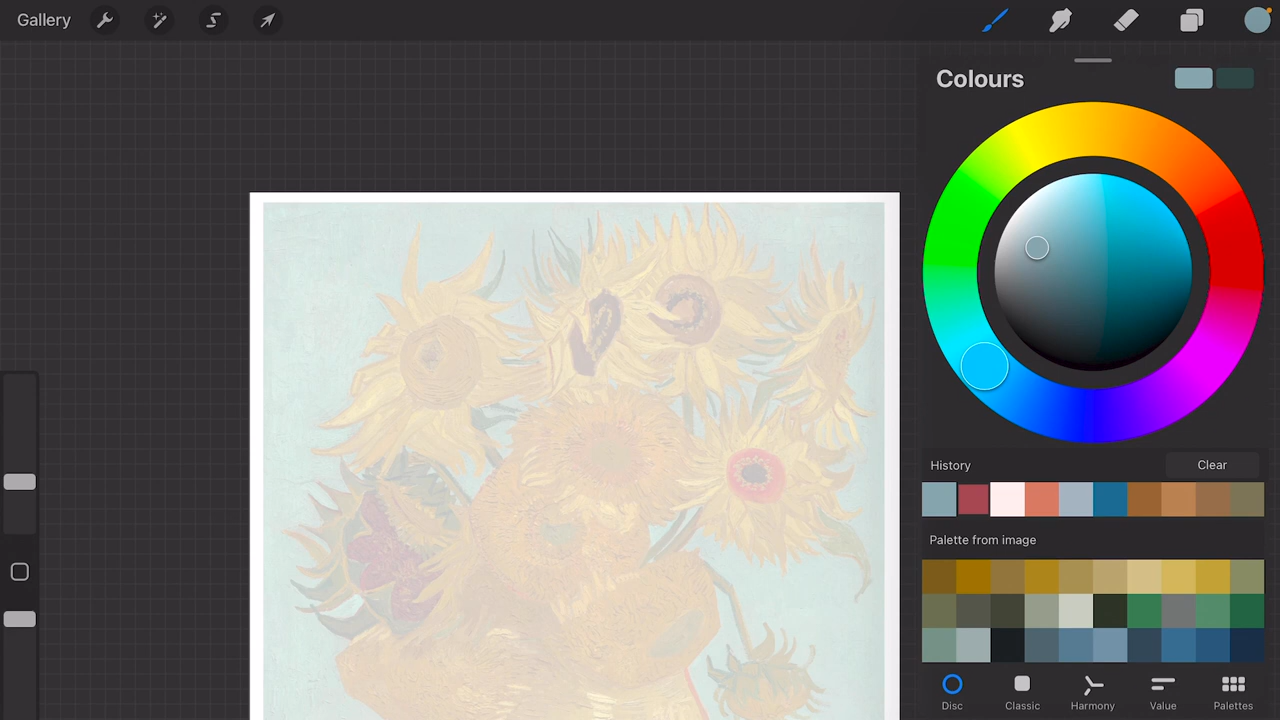 Gallery
Colours
History
Clear
Palette from image
Disc
Classic
Harmony
Value
Palettes